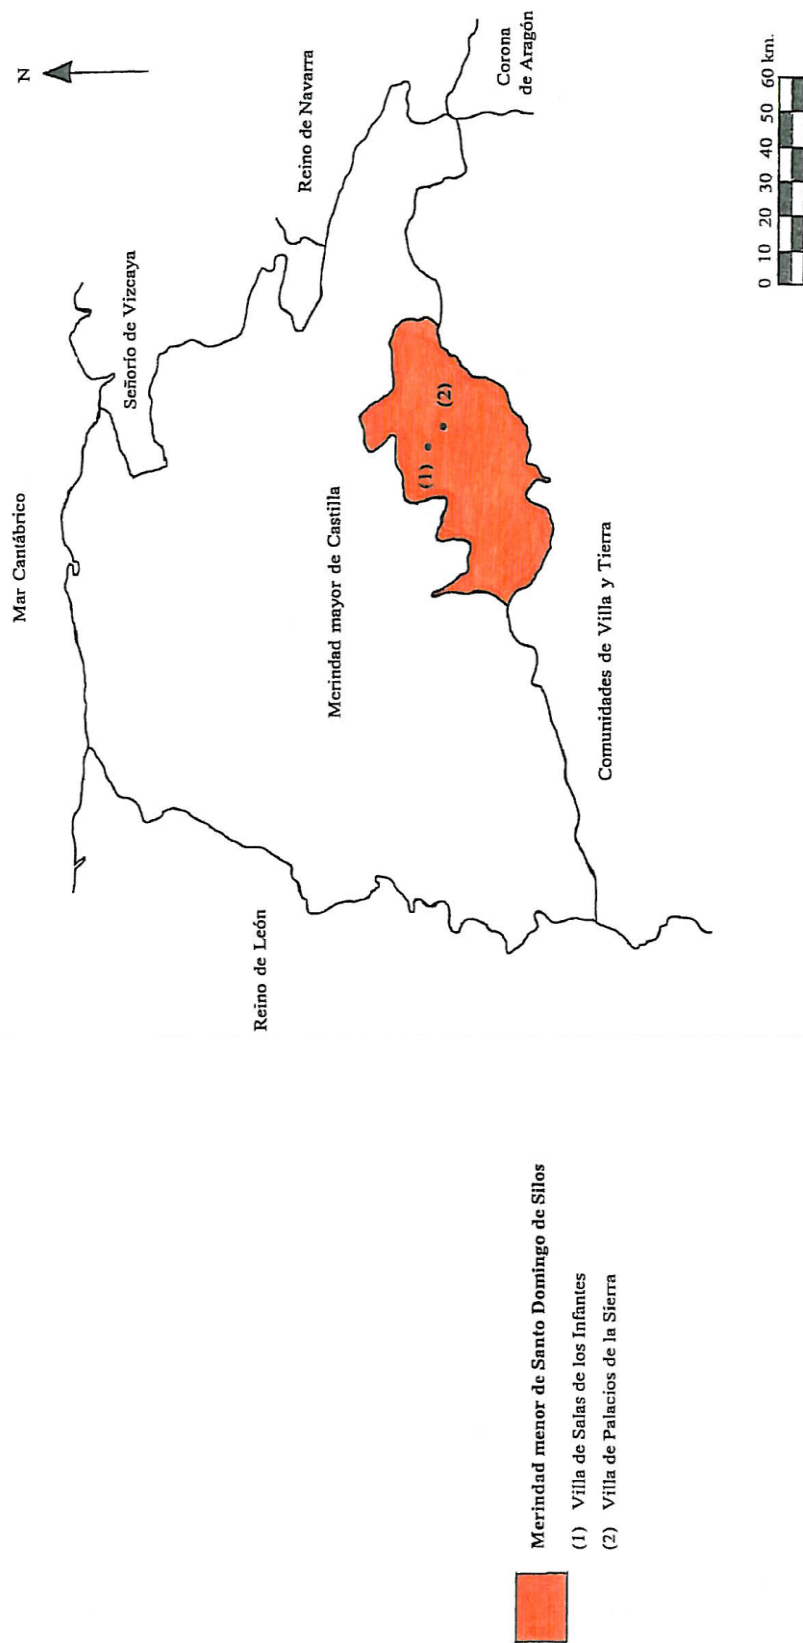 Mar Cantábrico
N
Señorío de Vizcaya
Reino de Navarra
Reino de León
Merindad mayor de Castilla
Corona
de Aragón
(1)
(2)
Comunidades de Villa y Tierra
0 10 20 30 40 50 60 km.
Merindad menor de Santo Domingo de Silos
(1) Villa de Salas de los Infantes
(2) Villa de Palacios de la Sierra